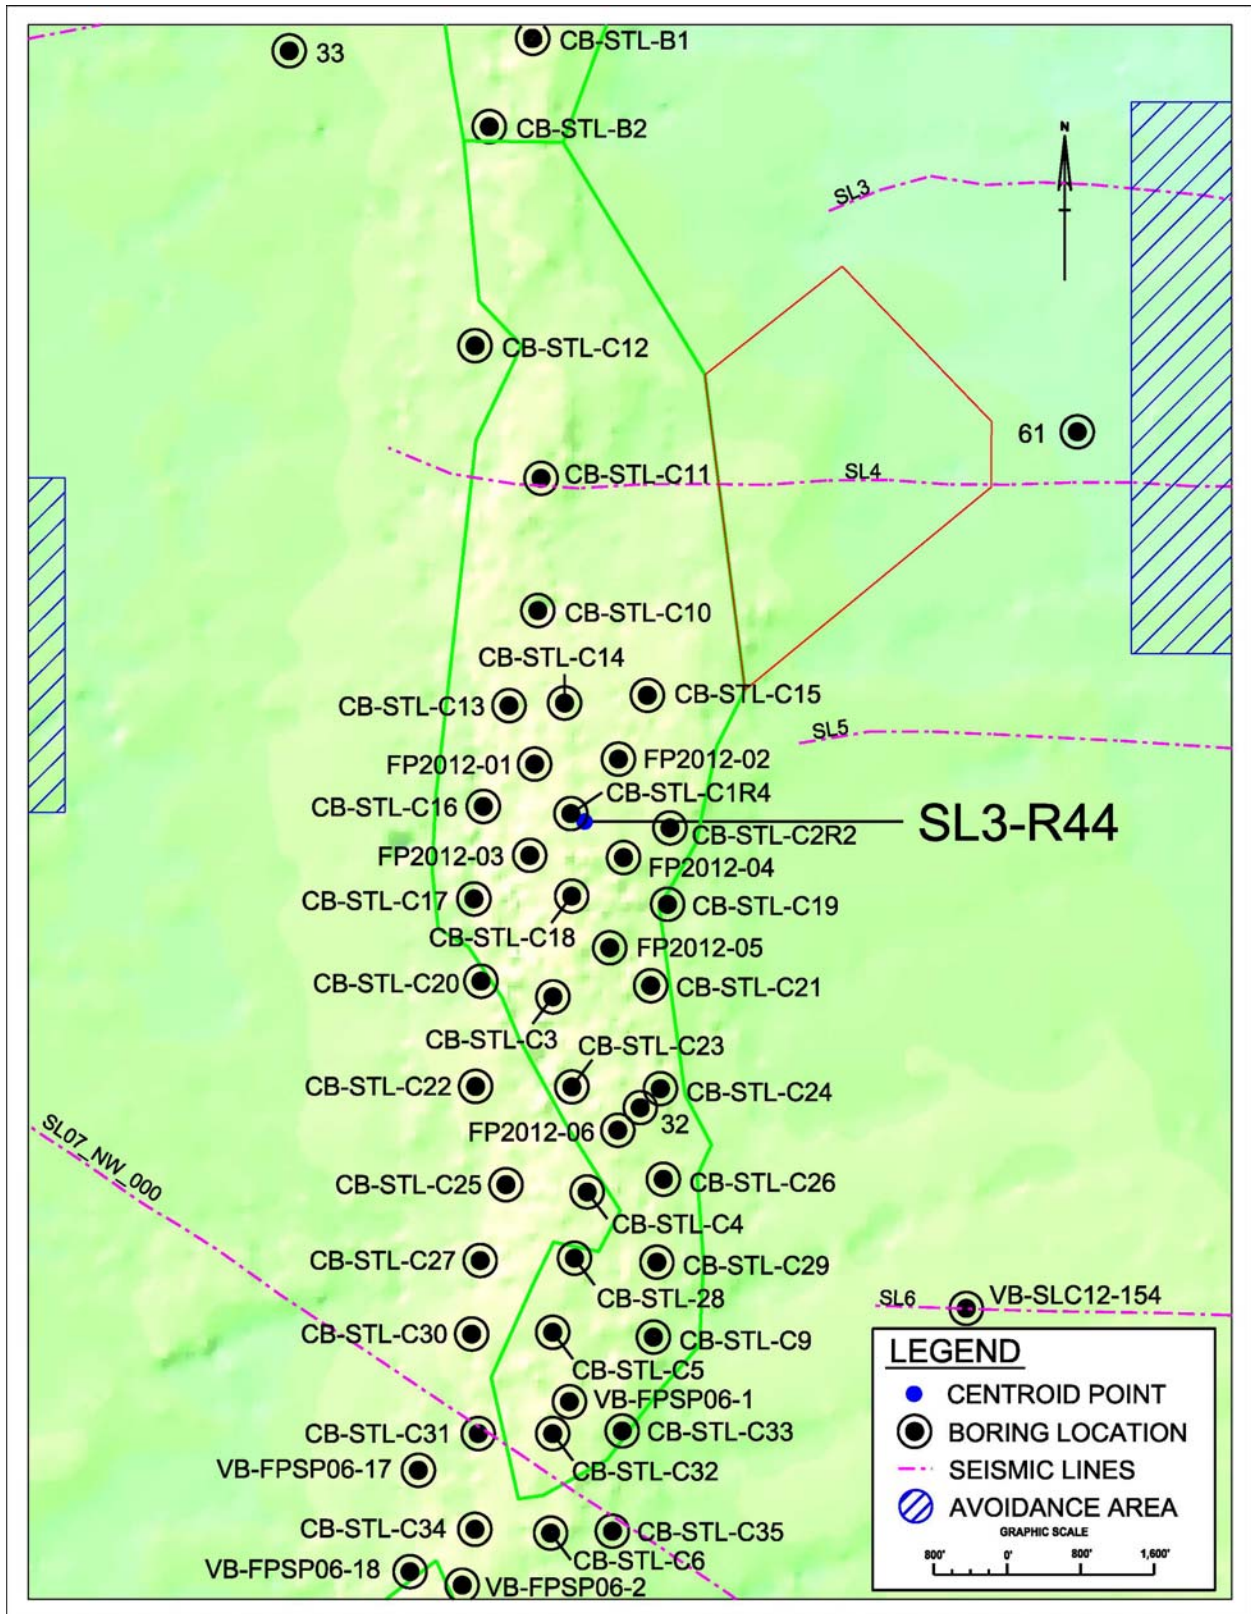 33
CB-STL-B1
CB-STL-B2
N
SL3
CB-STL-C12
61
CB-STL-C11
SL4
CB-STL-C10
CB-STL-C14
CB-STL-C13
CB-STL-C15
SL5
FP2012-01
FP2012-02
CB-STL-C16
CB-STL-C1R4
SL3-R44
CB-STL-C2R2
FP2012-03
FP2012-04
CB-STL-C17
CB-STL-C19
CB-STL-C18
FP2012-05
CB-STL-C20
CB-STL-C21
CB-STL-C3
CB-STL-C23
CB-STL-C22
CB-STL-C24
32
FP2012-06
SL07_NW_000
CB-STL-C25
CB-STL-C26
CB-STL-C4
CB-STL-C27
CB-STL-C29
CB-STL-28
SL6
VB-SLC12-154
CB-STL-C30
CB-STL-C9
CB-STL-C5
VB-FPSP06-1
CB-STL-C31
CB-STL-C33
CB-STL-C32
VB-FPSP06-17
CB-STL-C34
CB-STL-C35
CB-STL-C6
VB-FPSP06-18
VB-FPSP06-2
LEGEND
CENTROID POINT
BORING LOCATION
SEISMIC LINES
AVOIDANCE AREA
GRAPHIC SCALE
800' 0' 800' 1,600'